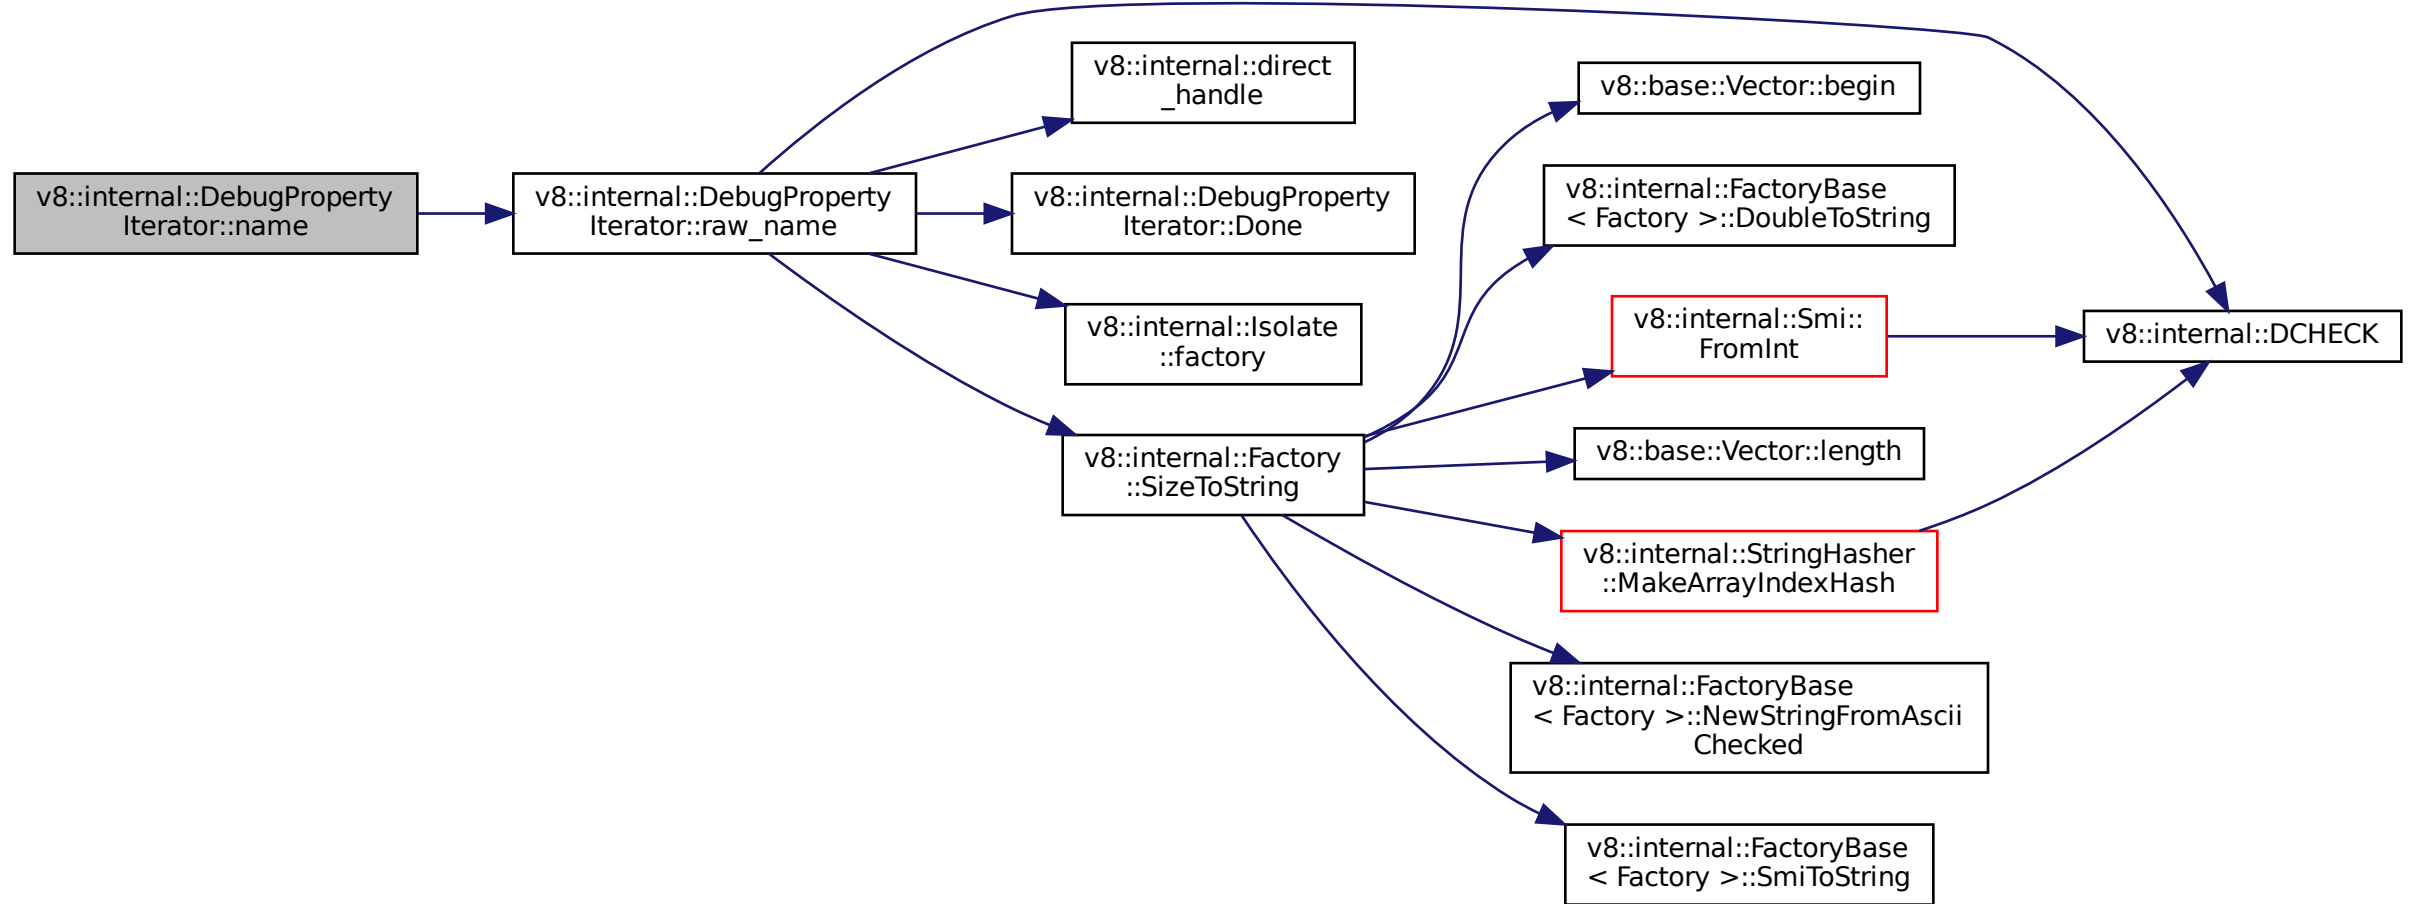 v8::internal::DebugProperty
Iterator::name
v8::internal::DebugProperty
Iterator::raw_name
v8::internal::direct
_handle
v8::internal::DebugProperty
Iterator::Done
v8::internal::Isolate
::factory
v8::internal::Factory
::SizeToString
v8::base::Vector::begin
v8::internal::FactoryBase
< Factory >::DoubleToString
v8::internal::Smi::
FromInt
v8::base::Vector::length
v8::internal::StringHasher
::MakeArrayIndexHash
v8::internal::FactoryBase
< Factory >::NewStringFromAscii
Checked
v8::internal::FactoryBase
< Factory >::SmiToString
v8::internal::DCHECK